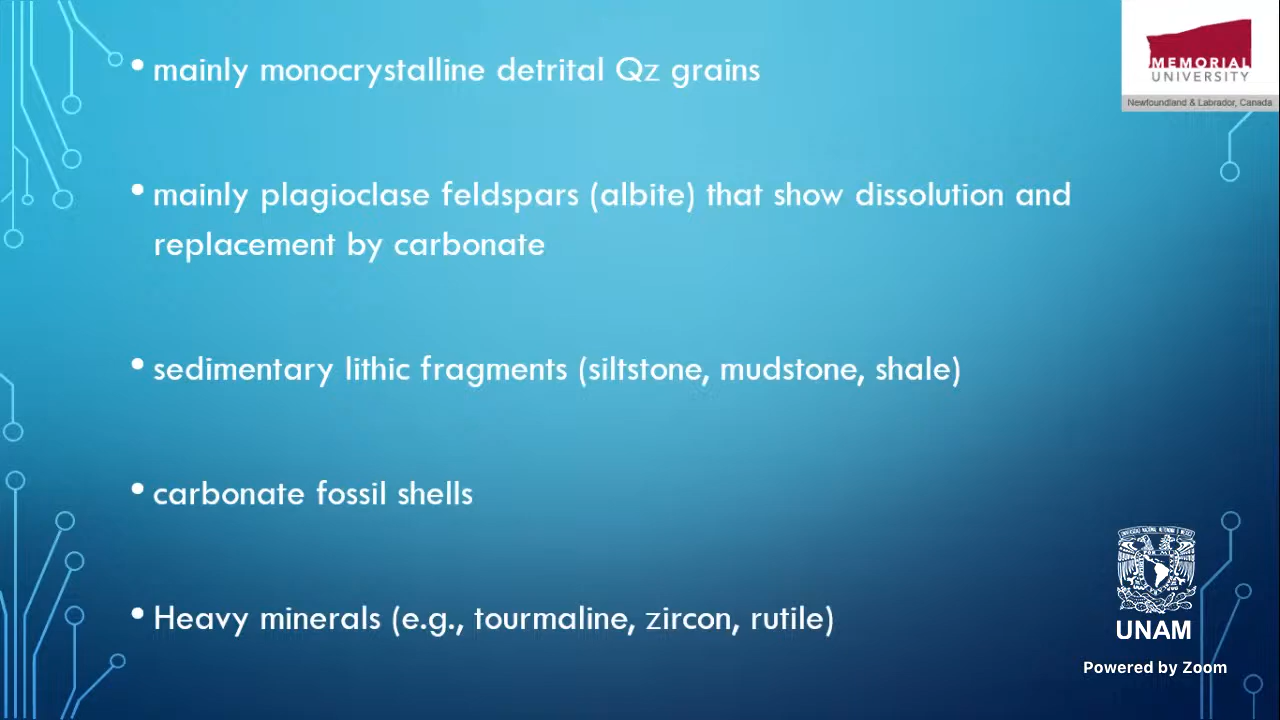 • mainly monocrystalline detrital Qz grains
MEMORIAL
UNIVERSITY
Newfoundland & Labrador, Canada
• mainly plagioclase feldspars (albite) that show dissolution and
replacement by carbonate
• sedimentary lithic fragments (siltstone, mudstone, shale)
• carbonate fossil shells
• Heavy minerals (e.g., tourmaline, zircon, rutile)
UNAM
Powered by Zoom